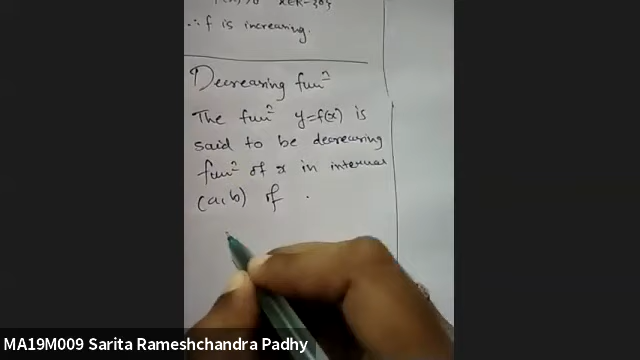 x∈R-{0}
∴ f is increasing.
Decreasing funⁿ
The funⁿ y=f(x) is
said to be decreasing
funⁿ of x in interval
(a, b) if
MA19M009 Sarita Rameshchandra Padhy